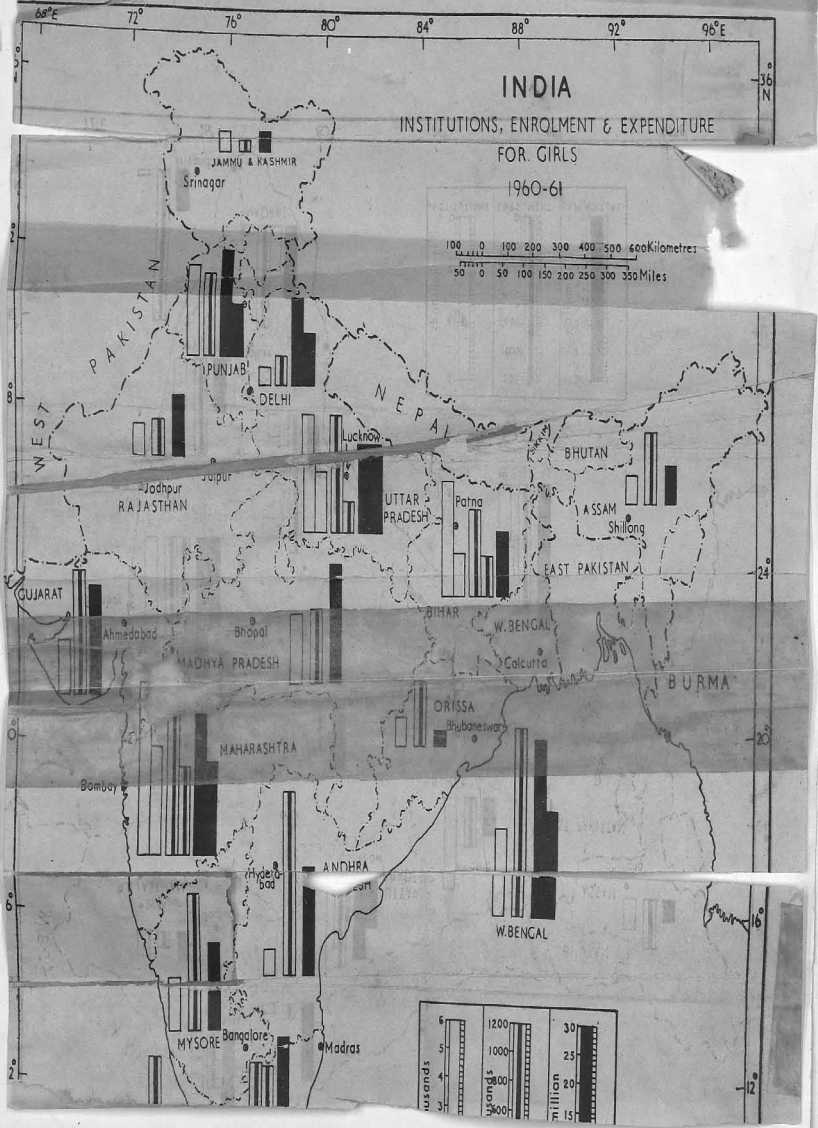 68°
72°
76°
80°
84°
88°
92°
96°E
36°
N
INDIA
INSTITUTIONS, ENROLMENT & EXPENDITURE
FOR GIRLS
1960-61
JAMMU & KASHMIR
Srinagar
100 0 100 200 300 400 500 600 Kilometres
50 0 50 100 150 200 250 300 350 Miles
WEST PAKISTAN
PUNJAB
DELHI
NEPAL
Lucknow
SIKKIM
BHUTAN
Jaipur
Jodhpur
RAJASTHAN
UTTAR
PRADESH
Patna
ASSAM
Shillong
EAST PAKISTAN
24°
GUJARAT
Ahmedabad
Bhopal
BIHAR
W.BENGAL
MADHYA PRADESH
Calcutta
BURMA
ORISSA
Bhubaneswar
20°
MAHARASHTRA
Bombay
Hydera-
bad
ANDHRA
W.BENGAL
16°
MYSORE
Bangalore
Madras
6
5
4
3
1200
1000
800
600
30
25
20
15
million
12°